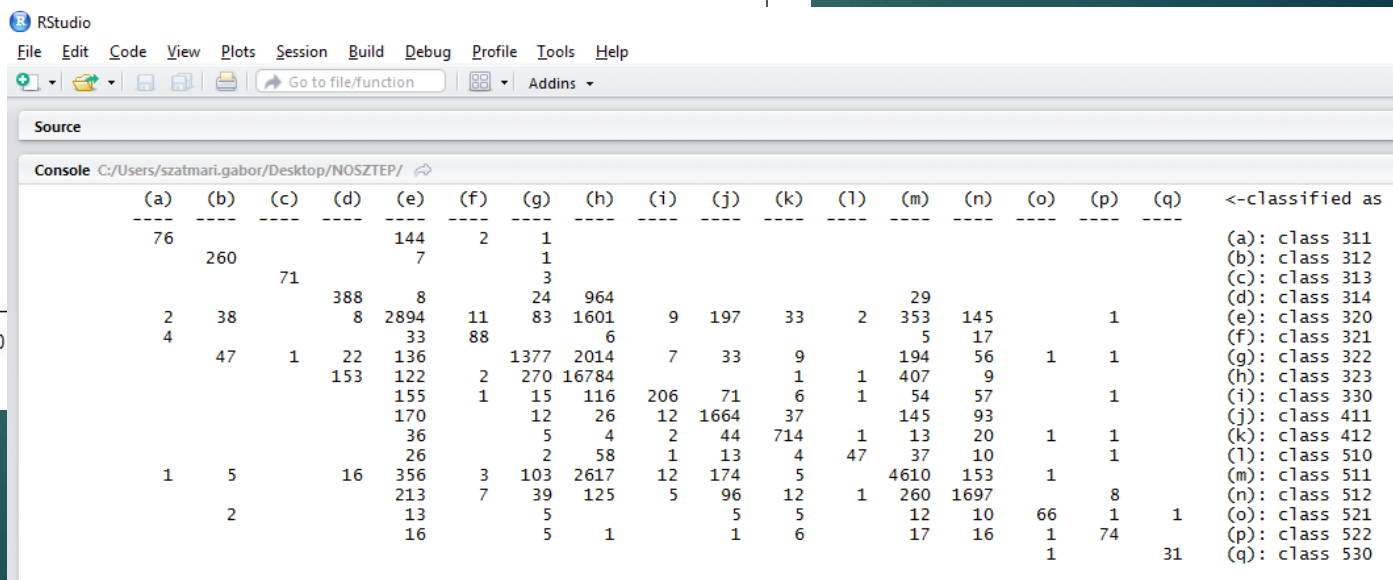 RStudio
File Edit Code View Plots Session Build Debug Profile Tools Help
Go to file/function Addins
Source
Console C:/Users/szatmari.gabor/Desktop/NOSZTEP/
(a) (b) (c) (d) (e) (f) (g) (h) (i) (j) (k) (l) (m) (n) (o) (p) (q) <-classified as
---- ---- ---- ---- ---- ---- ---- ---- ---- ---- ---- ---- ---- ---- ---- ---- ----
76 144 2 1 (a): class 311
260 7 1 (b): class 312
71 3 (c): class 313
388 8 24 964 29 (d): class 314
2 38 8 2894 11 83 1601 9 197 33 2 353 145 1 (e): class 320
4 33 88 6 5 17 (f): class 321
47 1 22 136 1377 2014 7 33 9 194 56 1 1 (g): class 322
153 122 2 270 16784 1 1 407 9 (h): class 323
155 1 15 116 206 71 6 1 54 57 1 (i): class 330
170 12 26 12 1664 37 145 93 (j): class 411
36 5 4 2 44 714 1 13 20 1 1 (k): class 412
26 2 58 1 13 4 47 37 10 1 (l): class 510
1 5 16 356 3 103 2617 12 174 5 4610 153 1 (m): class 511
213 7 39 125 5 96 12 1 260 1697 8 (n): class 512
2 13 5 5 5 12 10 66 1 1 (o): class 521
16 5 1 1 6 17 16 1 74 (p): class 522
1 31 (q): class 530